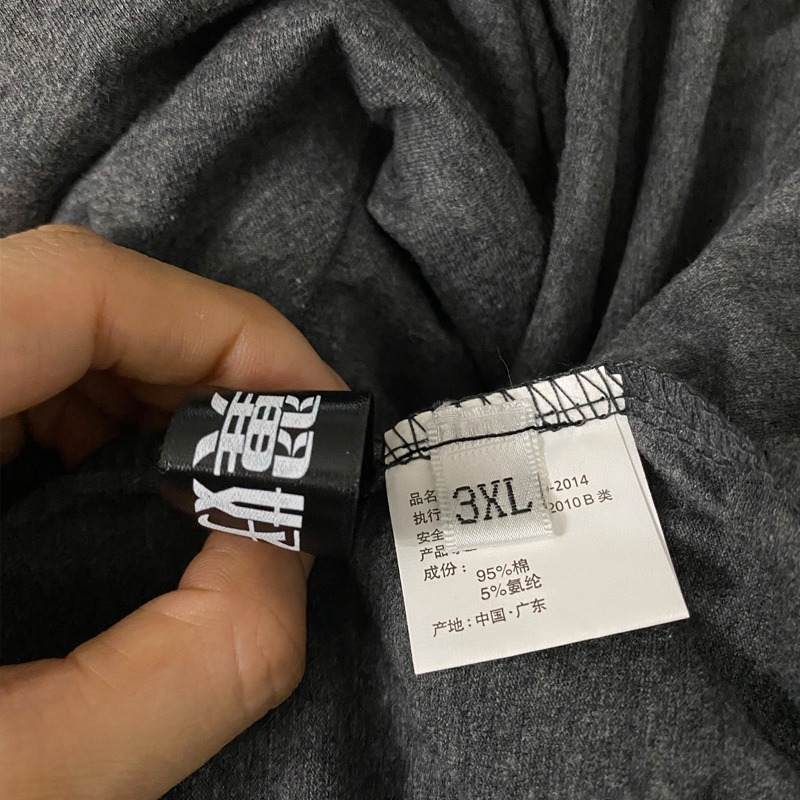 3XL
品名
执行 -2014
安全 2010 B 类
产品
成份: 95%棉
5%氨纶
产地:中国·广东